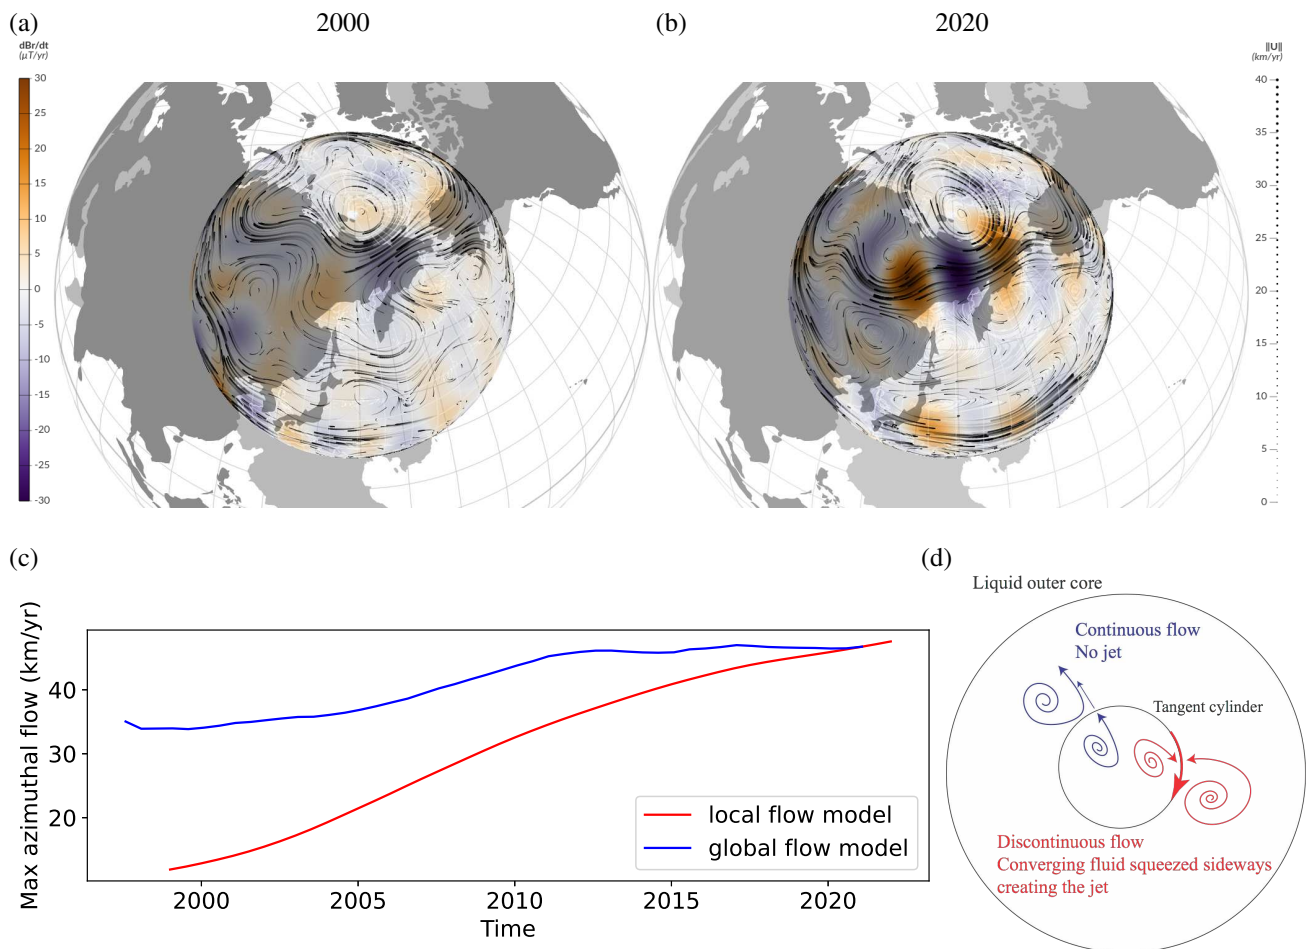 (a)
2000
(b)
2020
dBr/dt
(μT/yr)
30
25
20
15
10
5
0
-5
-10
-15
-20
-25
-30
||U||
(km/yr)
40
35
30
25
20
15
10
5
0
(c)
Max azimuthal flow (km/yr)
40
30
20
2000
2005
2010
2015
2020
Time
local flow model
global flow model
(d)
Liquid outer core
Continuous flow
No jet
Tangent cylinder
Discontinuous flow
Converging fluid squeezed sideways
creating the jet